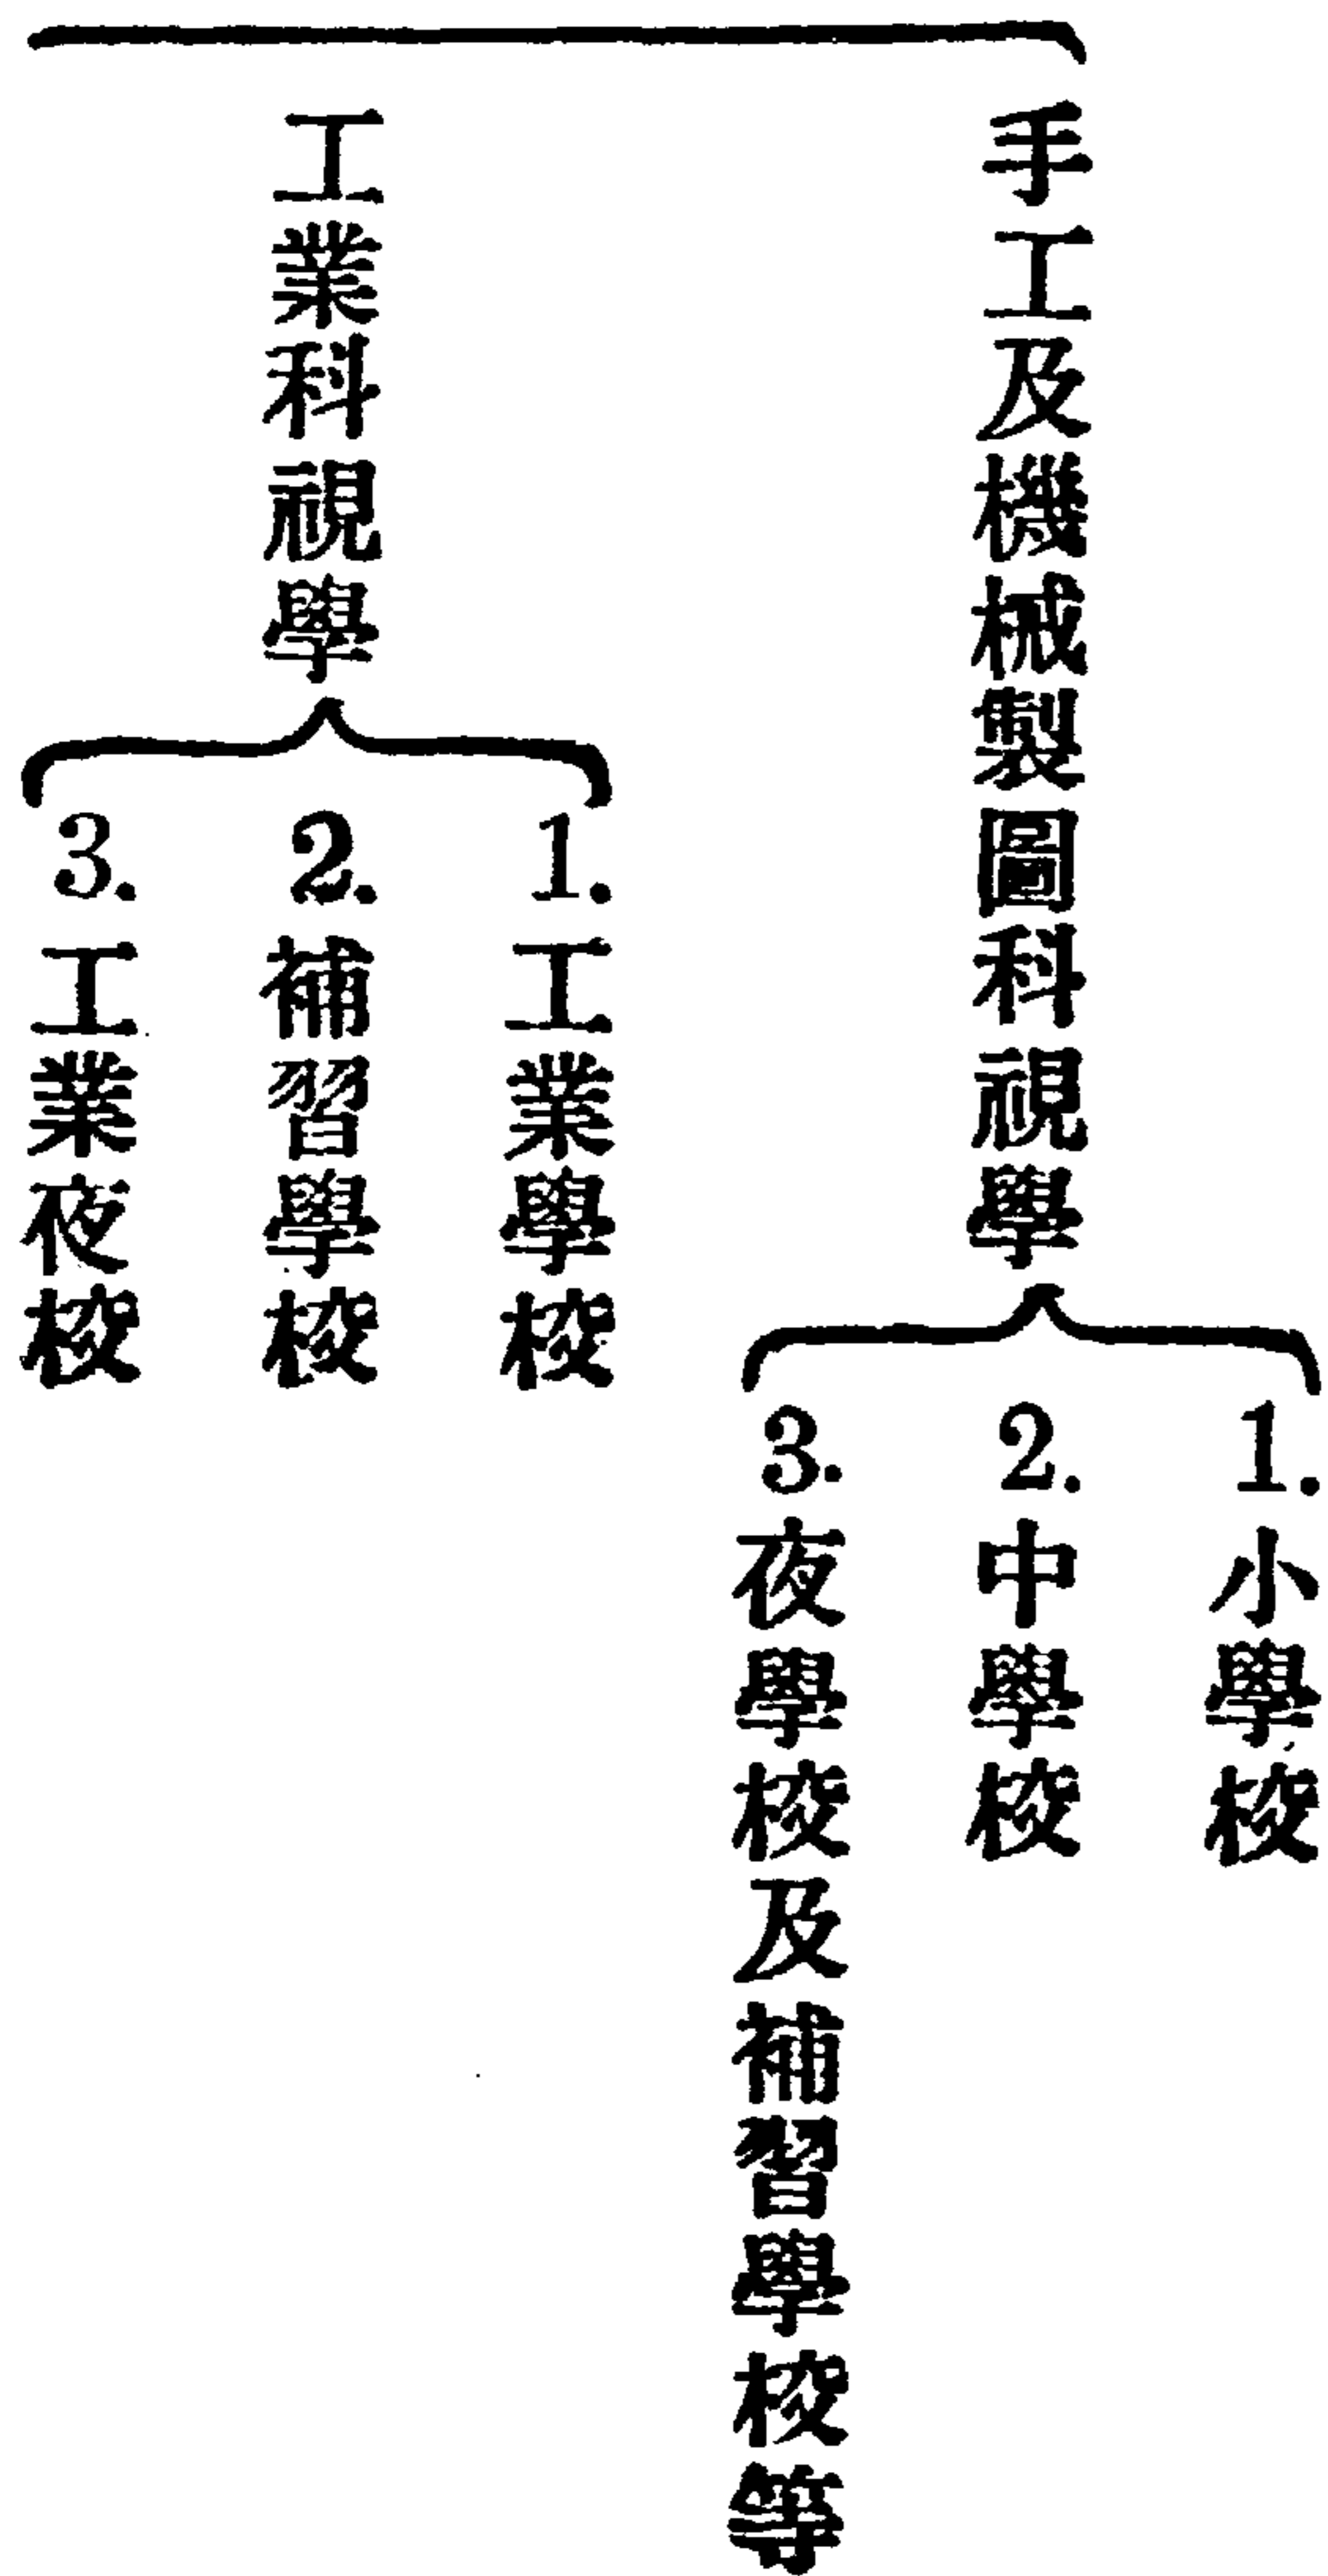 手工及機械製圖科視學
1.小學校
2.中學校
3.夜學校及補習學校等
工業科視學
1.工業學校
2.補習學校
3.工業夜校